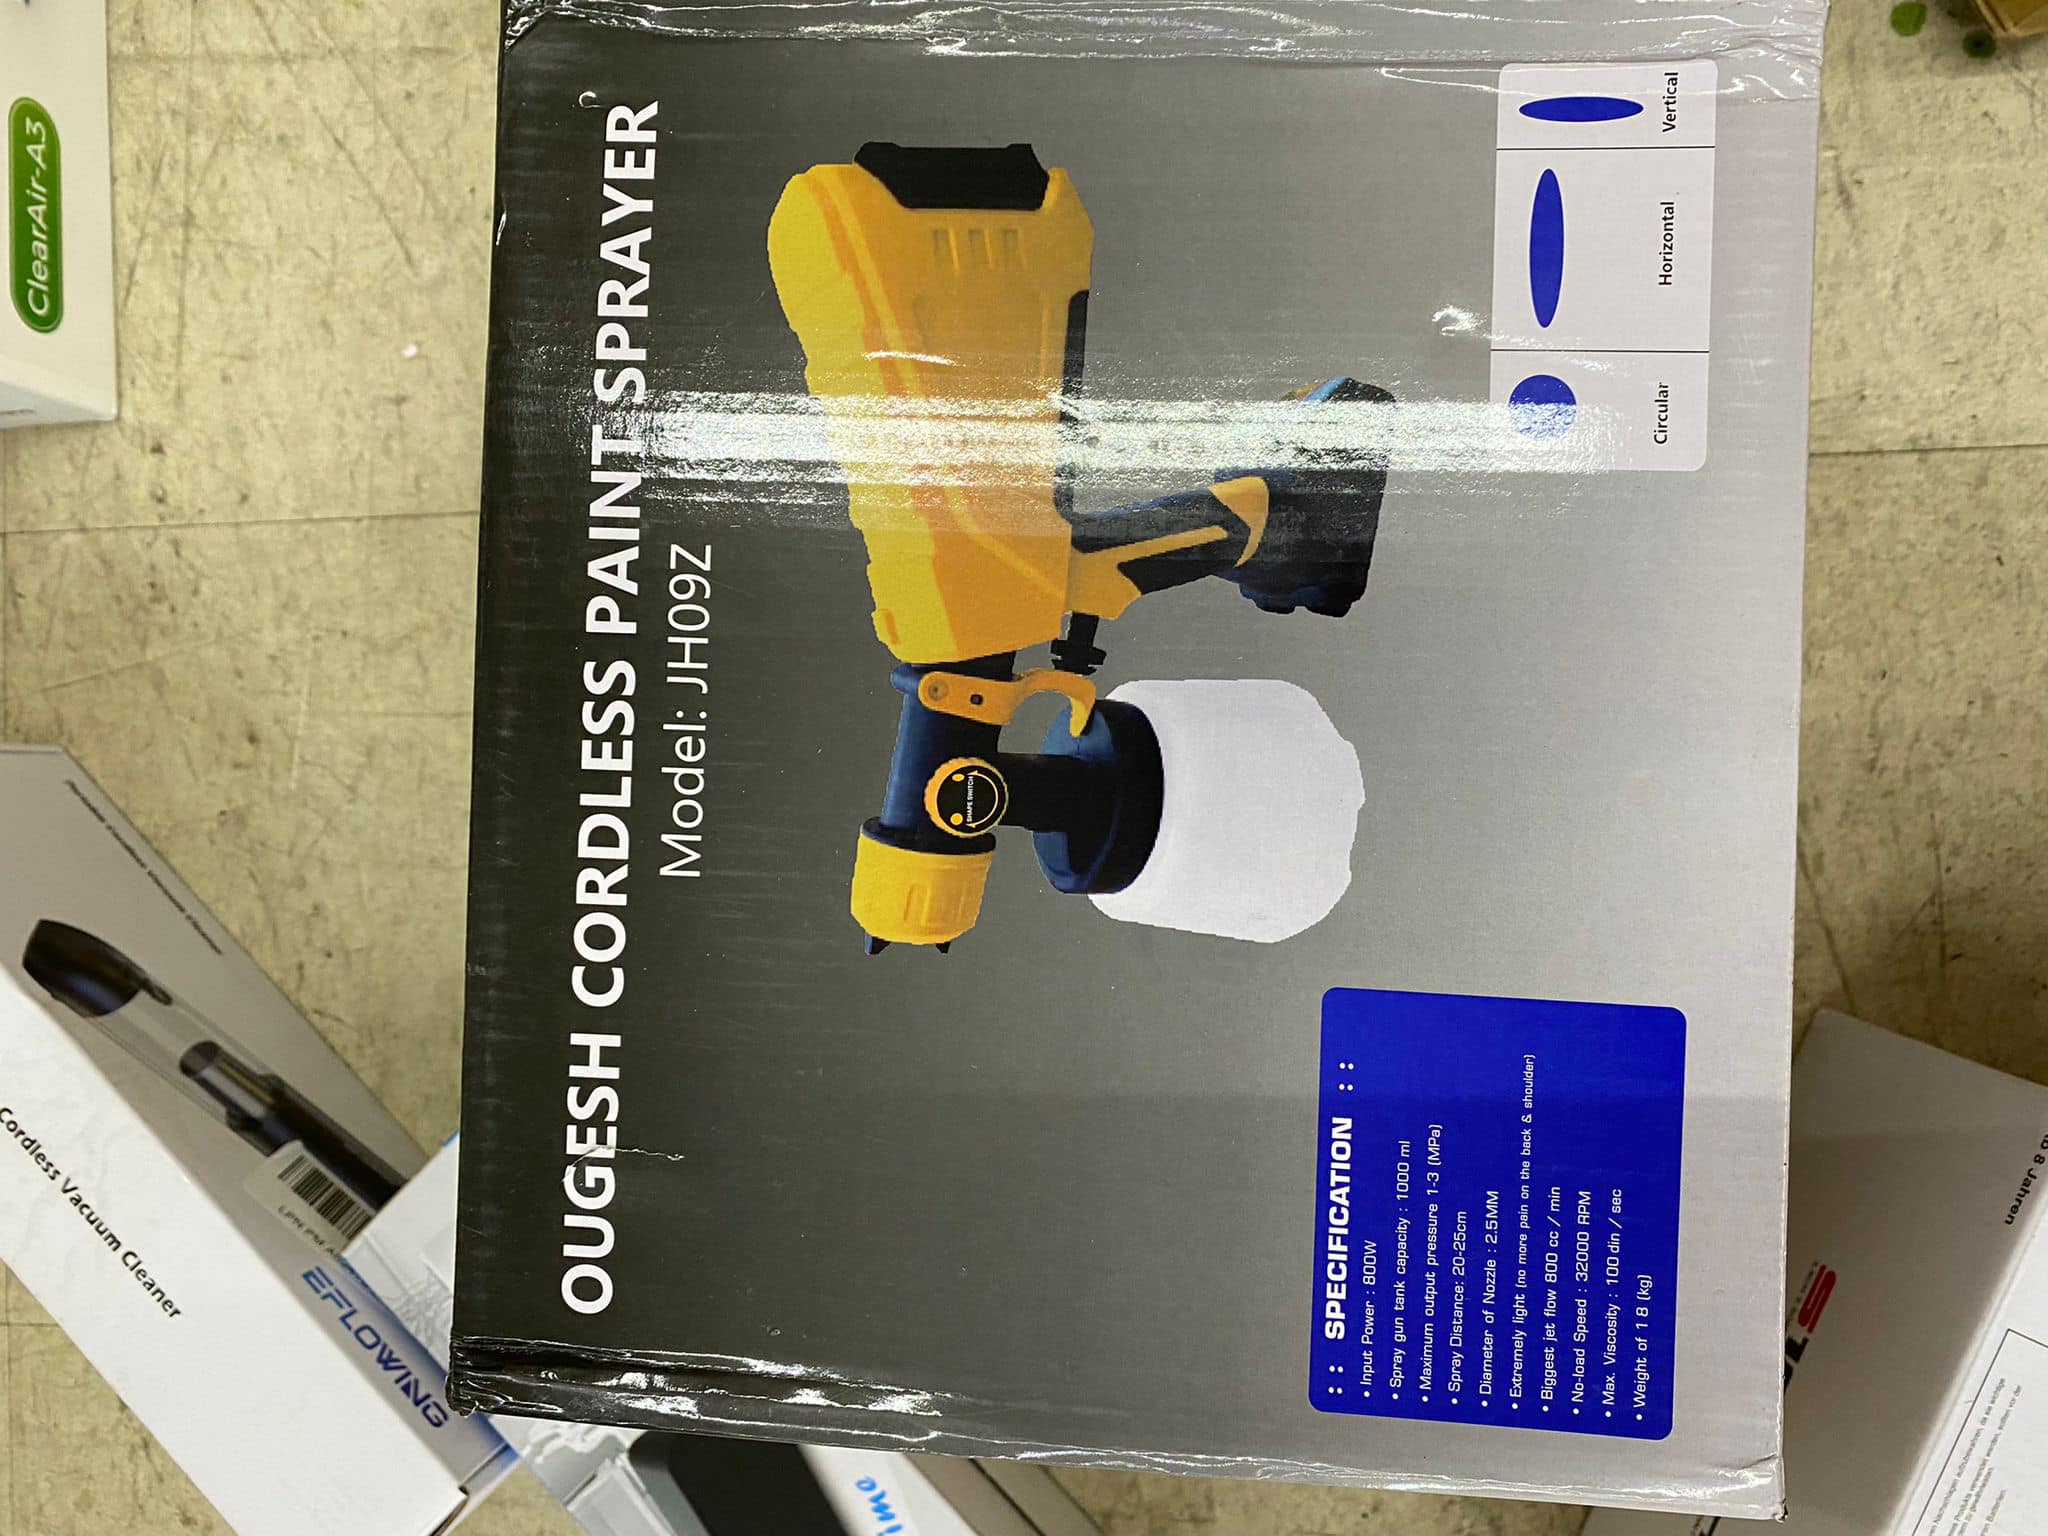 OUGESH CORDLESS PAINT SPRAYER
Model: JH09Z
SHAPE SWITCH
:: SPECIFICATION ::
• Input Power : 800W
• Spray gun tank capacity : 1000 ml
• Maximum output pressure 1-3 (MPa)
• Spray Distance: 20-25cm
• Diameter of Nozzle : 2.5MM
• Extremely light (no more pain on the back & shoulder)
• Biggest jet flow 800 cc / min
• No-load Speed : 32000 RPM
• Max. Viscosity : 100 din / sec
• Weight of 1 8 (kg)
Circular
Horizontal
Vertical
ClearAir-A3
Cordless Vacuum Cleaner
EFLOWING
8 Jahren